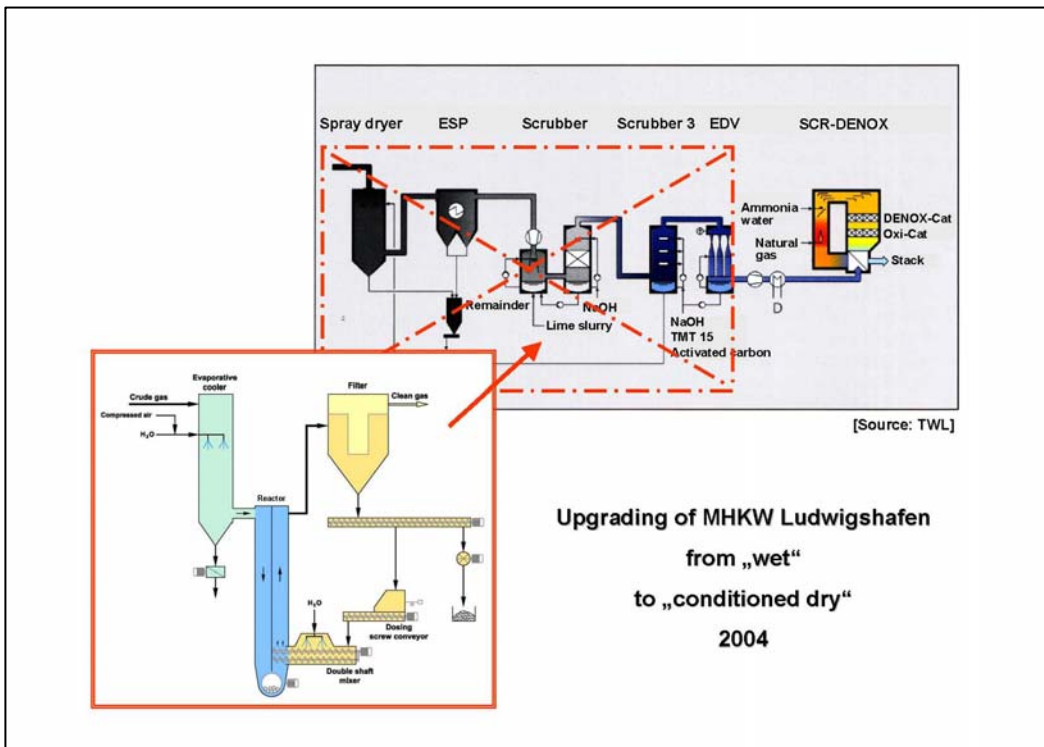 Spray dryer
ESP
Scrubber
Scrubber 3
EDV
SCR-DENOX
Ammonia
water
Natural
gas
DENOX-Cat
Oxi-Cat
Stack
D
Remainder
NaOH
Lime slurry
NaOH
TMT 15
Activated carbon
[Source: TWL]
Evaporative
cooler
Crude gas
Compressed air
H₂O
Filter
Clean gas
Reactor
H₂O
Dosing
screw conveyor
Double shaft
mixer
Upgrading of MHKW Ludwigshafen
from „wet“
to „conditioned dry“
2004